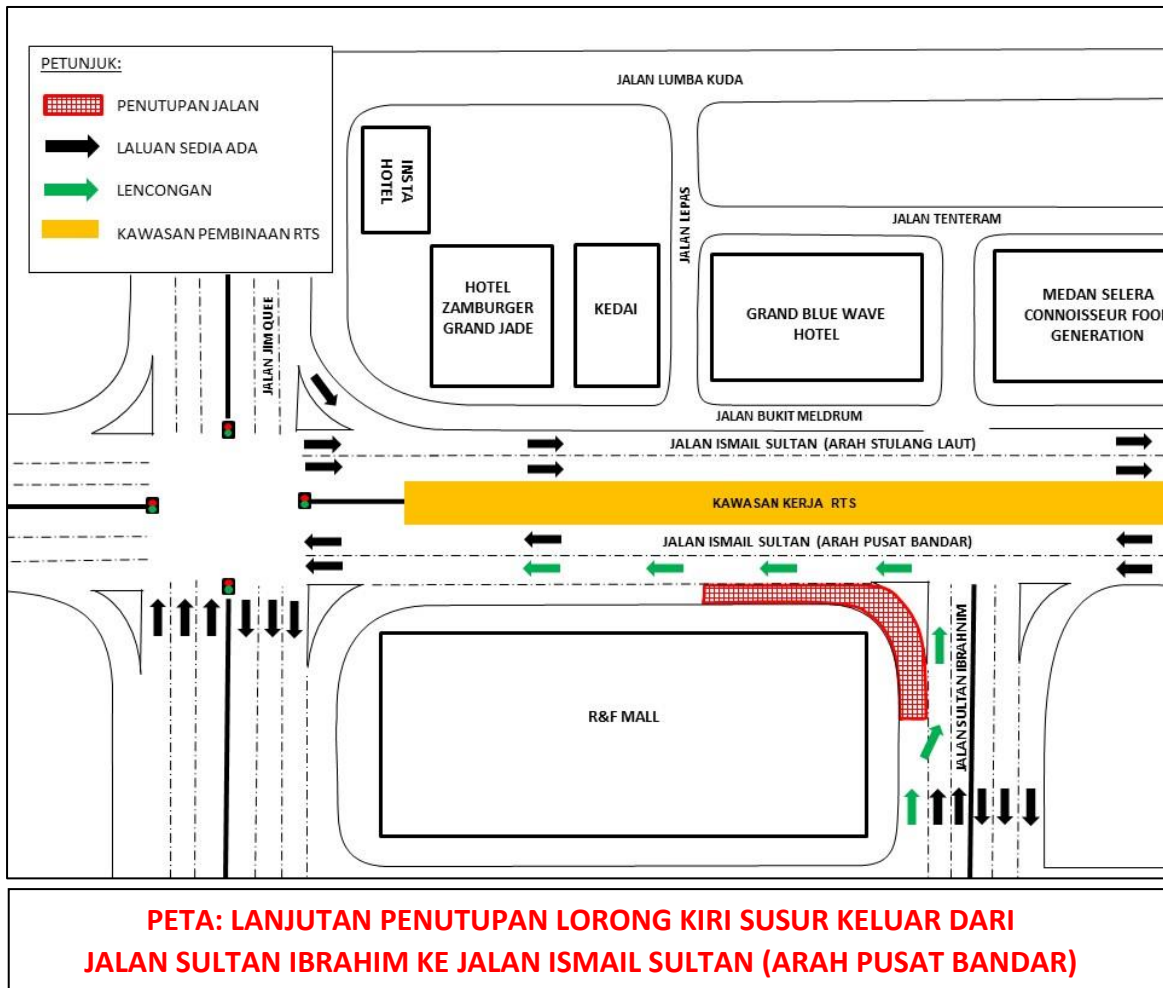 PETUNJUK:
PENUTUPAN JALAN
LALUAN SEDIA ADA
LENCONGAN
KAWASAN PEMBINAAN RTS
JALAN LUMBA KUDA
INSTA
HOTEL
JALAN LEPAS
JALAN TENTERAM
HOTEL
ZAMBURGER
GRAND JADE
KEDAI
GRAND BLUE WAVE
HOTEL
MEDAN SELERA
CONNOISSEUR FOOD
GENERATION
JALAN JIM QUEE
JALAN BUKIT MELDRUM
JALAN ISMAIL SULTAN (ARAH STULANG LAUT)
KAWASAN KERJA RTS
JALAN ISMAIL SULTAN (ARAH PUSAT BANDAR)
R&F MALL
JALAN SULTAN IBRAHNIM
PETA: LANJUTAN PENUTUPAN LORONG KIRI SUSUR KELUAR DARI
JALAN SULTAN IBRAHIM KE JALAN ISMAIL SULTAN (ARAH PUSAT BANDAR)